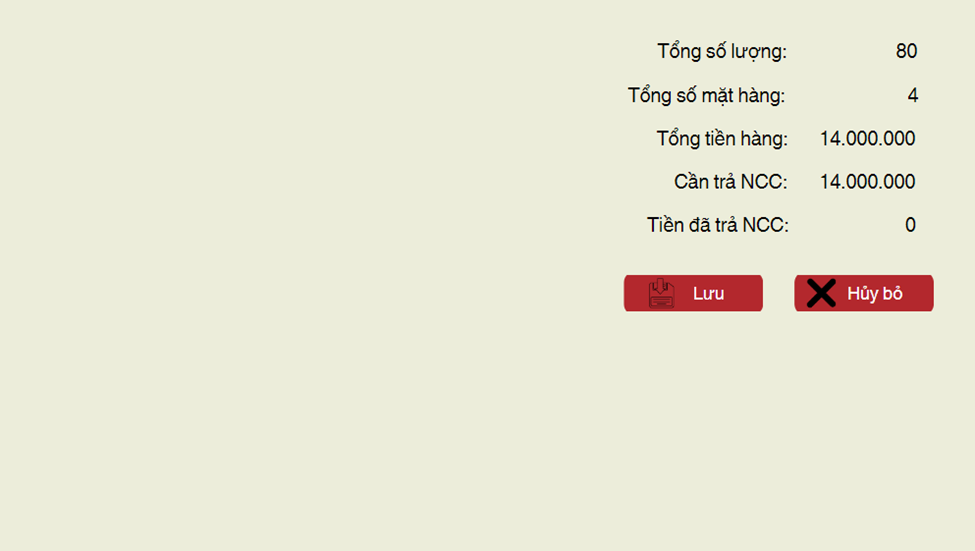 Tổng số lượng: 80
Tổng số mặt hàng: 4
Tổng tiền hàng: 14.000.000
Cần trả NCC: 14.000.000
Tiền đã trả NCC: 0
Lưu Hủy bỏ